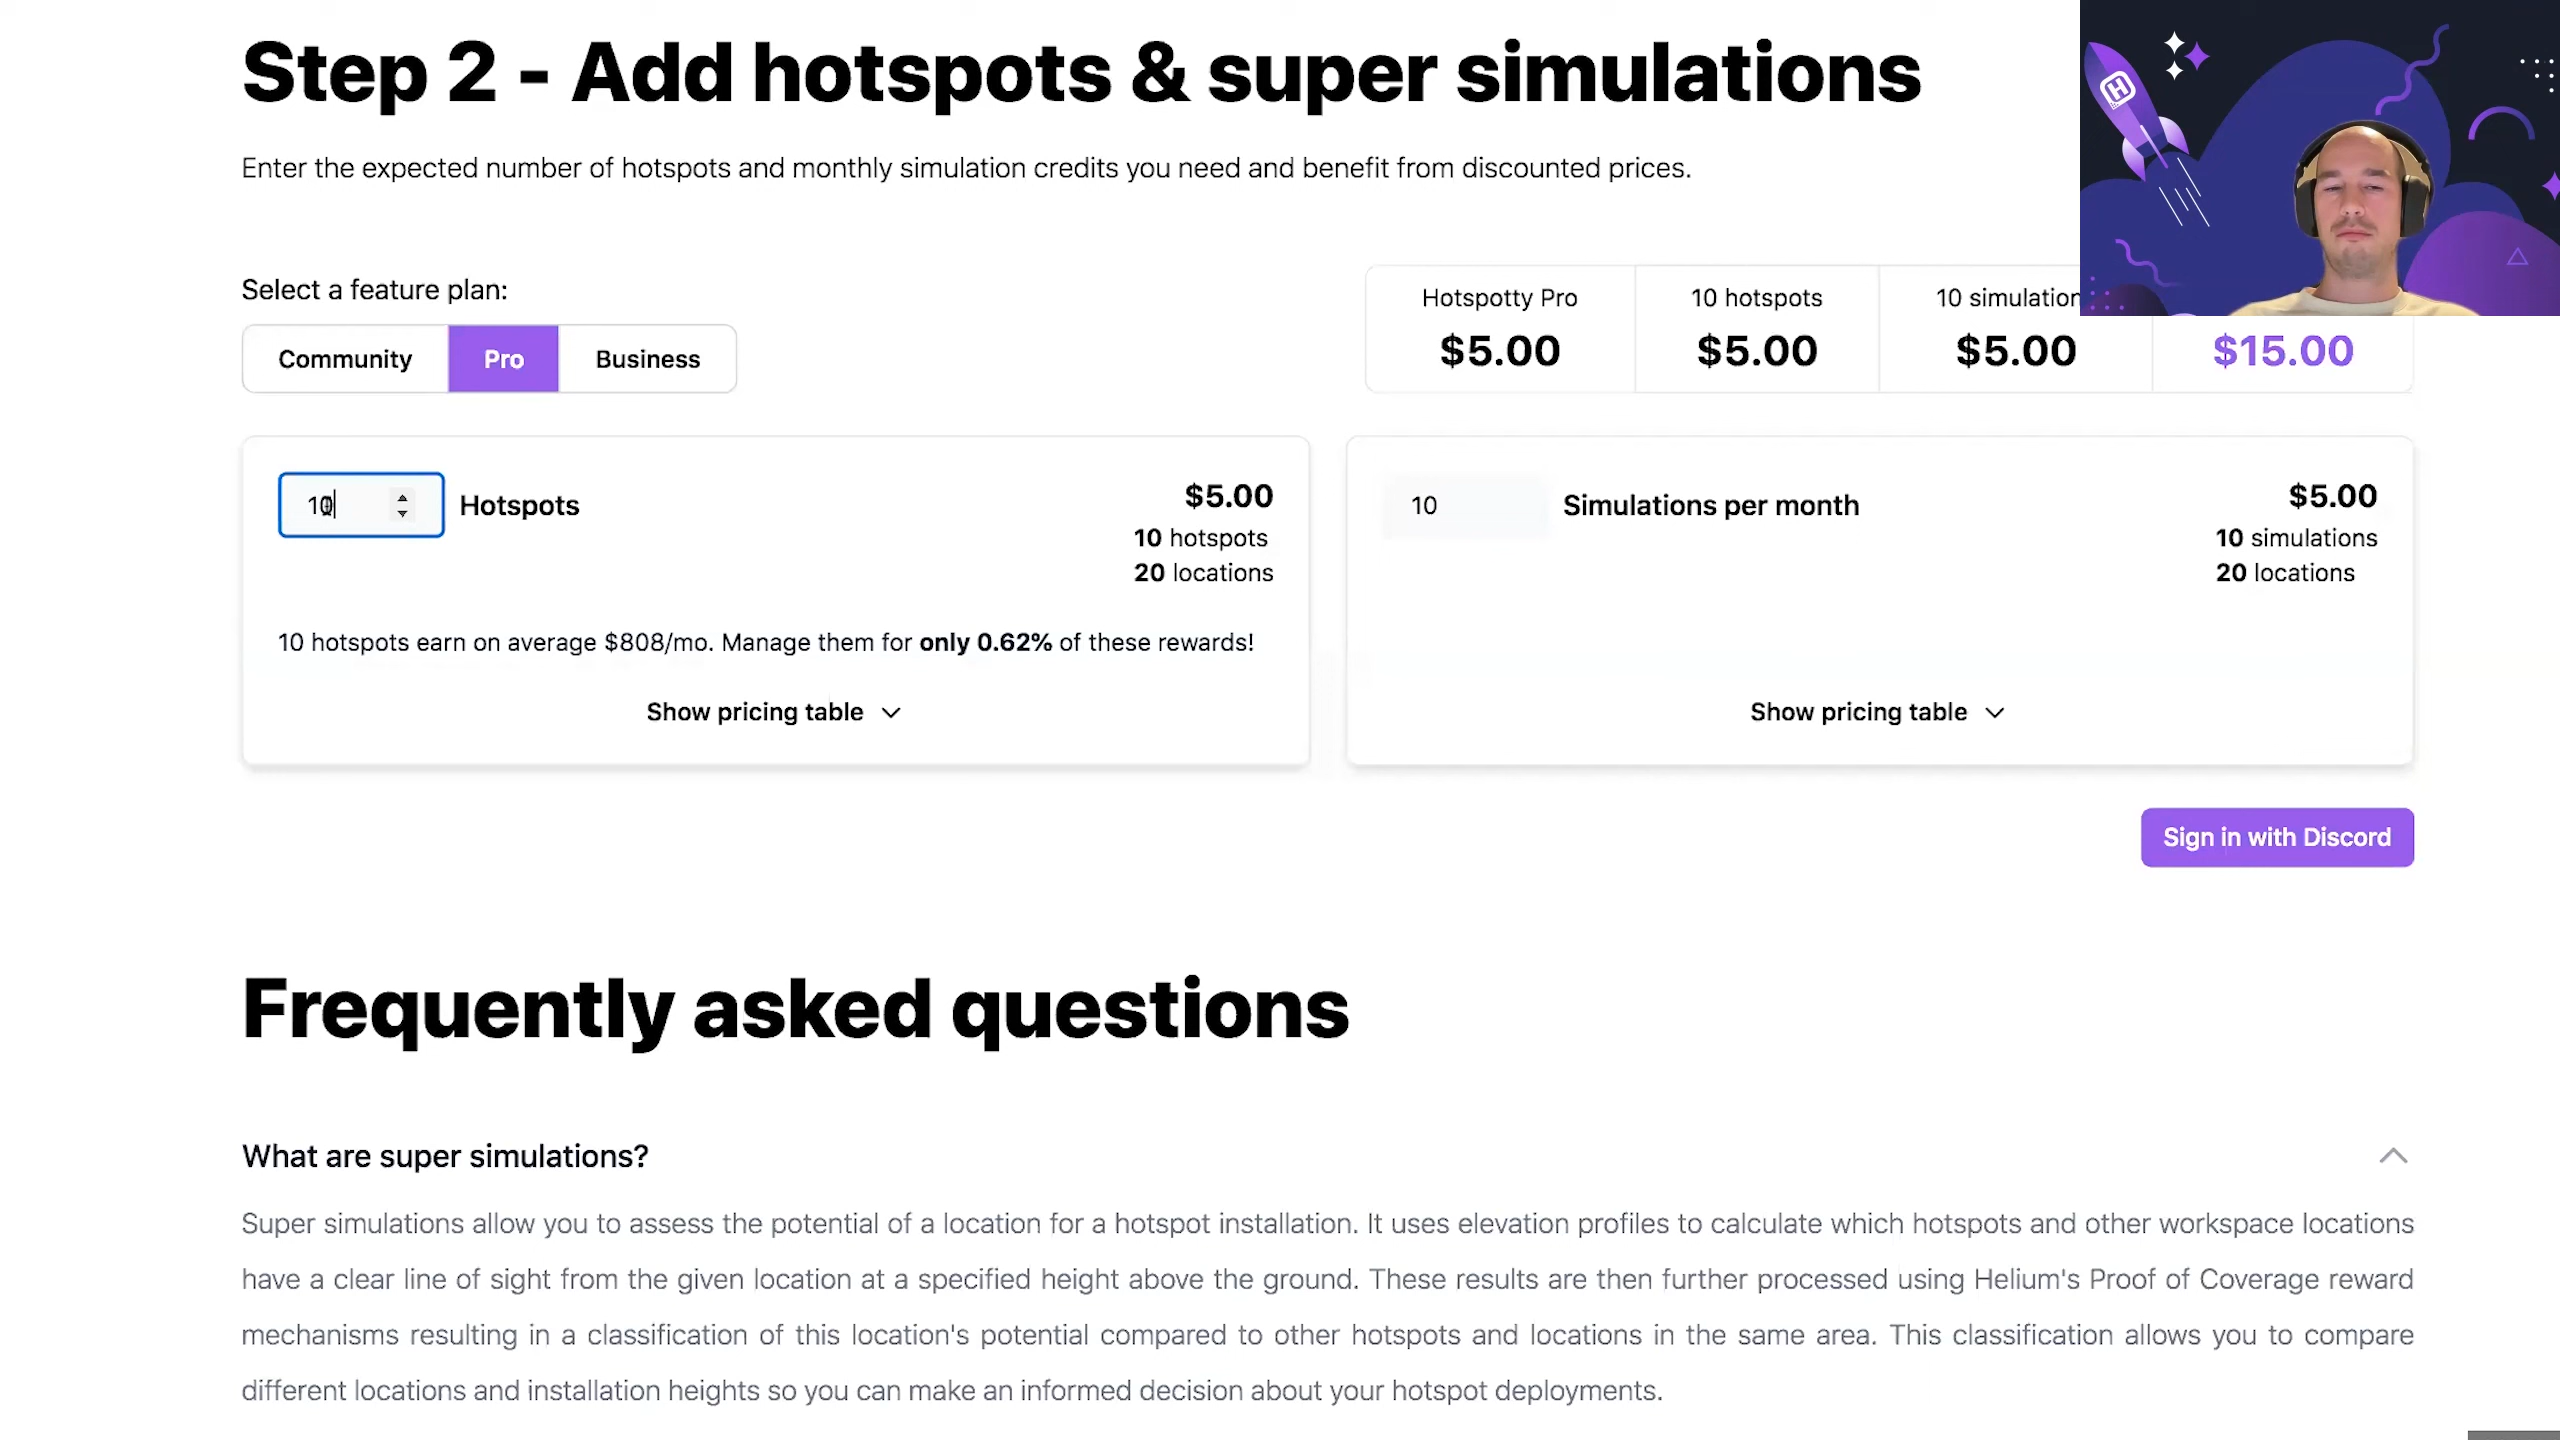 Step 2 - Add hotspots & super simulations
Enter the expected number of hotspots and monthly simulation credits you need and benefit from discounted prices.
Select a feature plan:
Community Pro Business
Hotspotty Pro 10 hotspots 10 simulation
$5.00 $5.00 $5.00 $15.00
10 Hotspots
$5.00
10 hotspots
20 locations
10 hotspots earn on average $808/mo. Manage them for only 0.62% of these rewards!
Show pricing table
10 Simulations per month
$5.00
10 simulations
20 locations
Show pricing table
Sign in with Discord
Frequently asked questions
What are super simulations?
Super simulations allow you to assess the potential of a location for a hotspot installation. It uses elevation profiles to calculate which hotspots and other workspace locations
have a clear line of sight from the given location at a specified height above the ground. These results are then further processed using Helium's Proof of Coverage reward
mechanisms resulting in a classification of this location's potential compared to other hotspots and locations in the same area. This classification allows you to compare
different locations and installation heights so you can make an informed decision about your hotspot deployments.
H